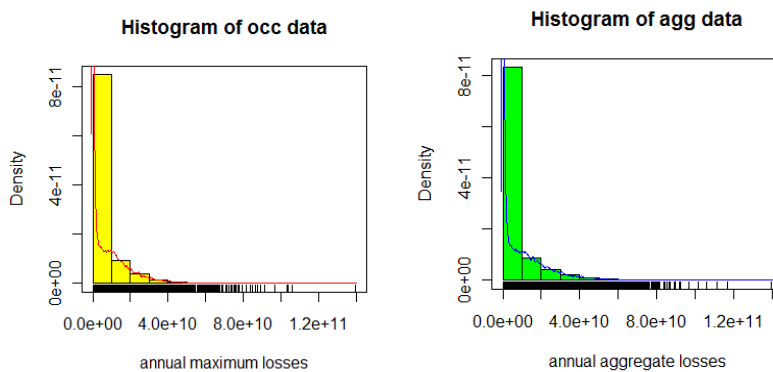 Histogram of occ data
Density
8e-11
4e-11
0e+00
0.0e+00 4.0e+10 8.0e+10 1.2e+11
annual maximum losses
Histogram of agg data
Density
8e-11
4e-11
0e+00
0.0e+00 4.0e+10 8.0e+10 1.2e+11
annual aggregate losses